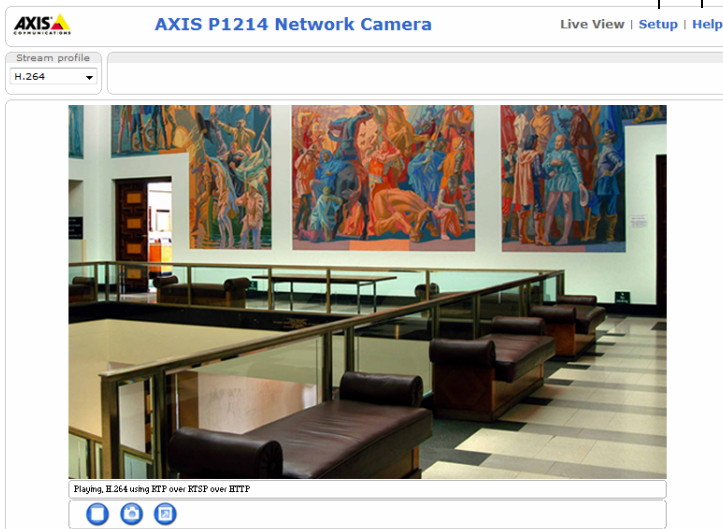 AXIS
COMMUNICATIONS
AXIS P1214 Network Camera
Live View | Setup | Help
Stream profile
H.264
Playing, H.264 using RTP over RTSP over HTTP